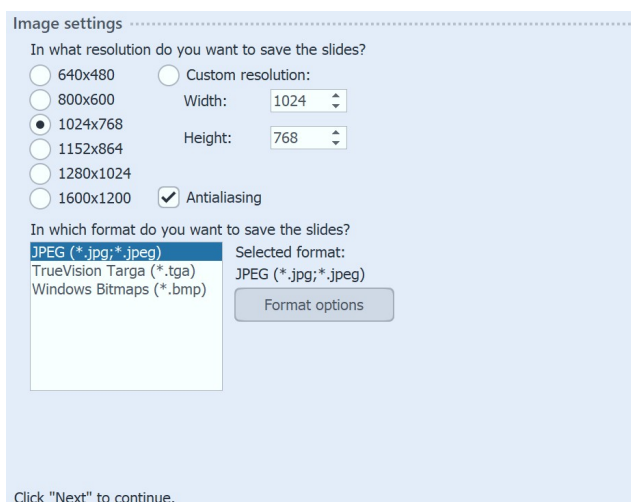 Image settings
In what resolution do you want to save the slides?
640x480
Custom resolution:
800x600
Width:
1024
1024x768
1152x864
Height:
768
1280x1024
1600x1200
Antialiasing
In which format do you want to save the slides?
JPEG (*.jpg;*.jpeg)
Selected format:
TrueVision Targa (*.tga)
JPEG (*.jpg;*.jpeg)
Windows Bitmaps (*.bmp)
Format options
Click "Next" to continue.